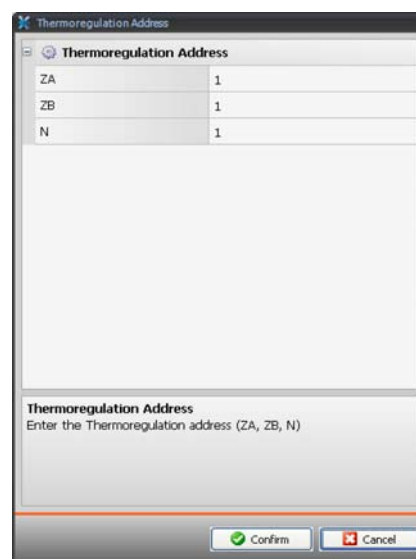 Thermoregulation Address
Thermoregulation Address
ZA 1
ZB 1
N 1
Thermoregulation Address
Enter the Thermoregulation address (ZA, ZB, N)
Confirm Cancel